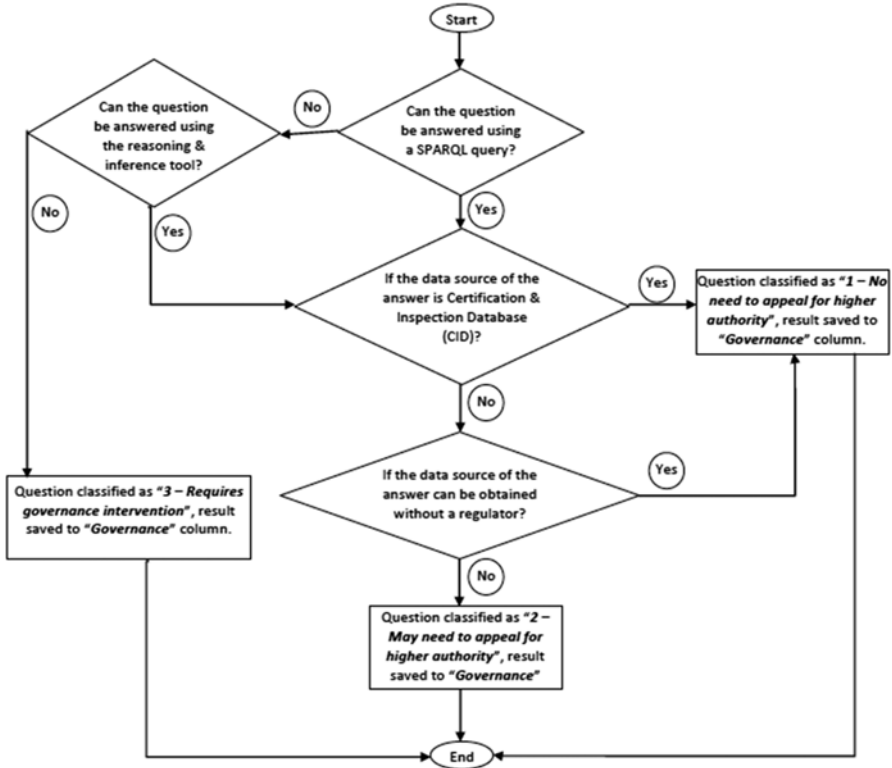 Start
Can the question
be answered using
a SPARQL query?
No
Can the question
be answered using
the reasoning &
inference tool?
No
Yes
Yes
If the data source of the
answer is Certification &
Inspection Database
(CID)?
Yes
Question classified as "1 – No
need to appeal for higher
authority", result saved to
"Governance" column.
No
If the data source of the
answer can be obtained
without a regulator?
Yes
Question classified as "3 – Requires
governance intervention", result
saved to "Governance" column.
No
Question classified as "2 –
May need to appeal for
higher authority", result
saved to "Governance"
End